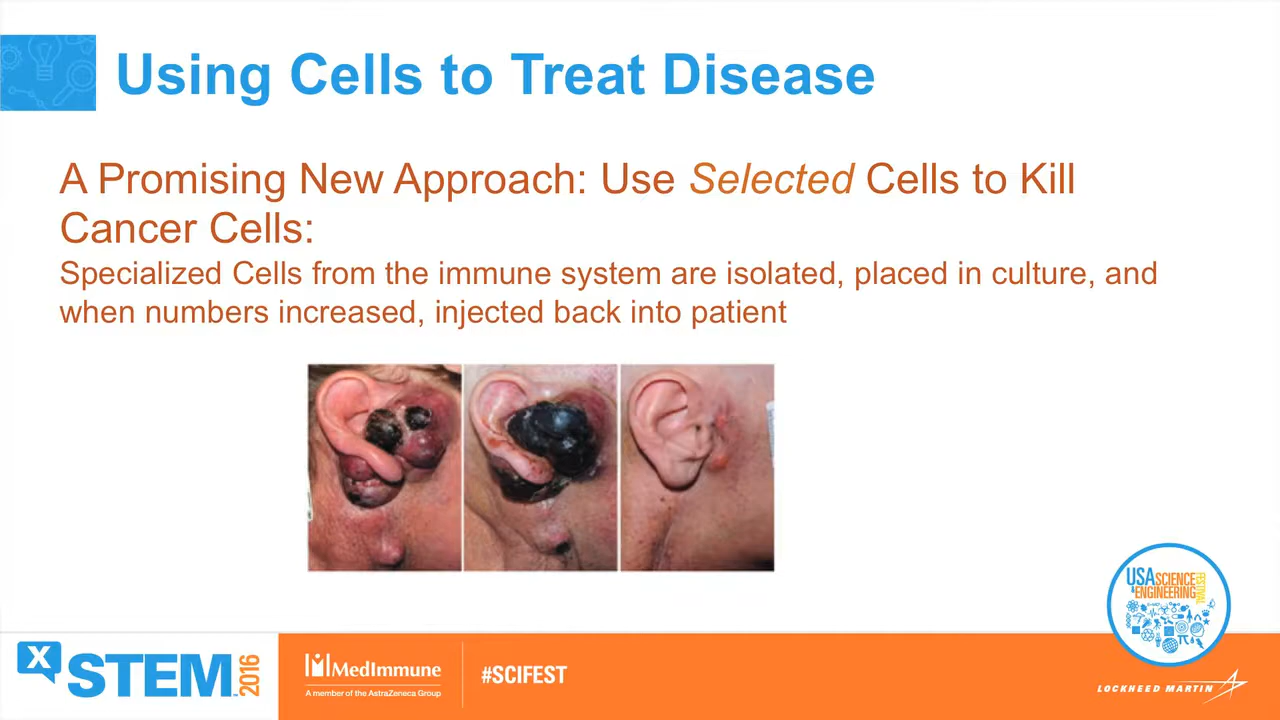 Using Cells to Treat Disease
A Promising New Approach: Use Selected Cells to Kill
Cancer Cells:
Specialized Cells from the immune system are isolated, placed in culture, and
when numbers increased, injected back into patient
USA SCIENCE
& ENGINEERING
FESTIVAL
X
STEM 2016
MedImmune
A member of the AstraZeneca Group
#SCIFEST
LOCKHEED MARTIN